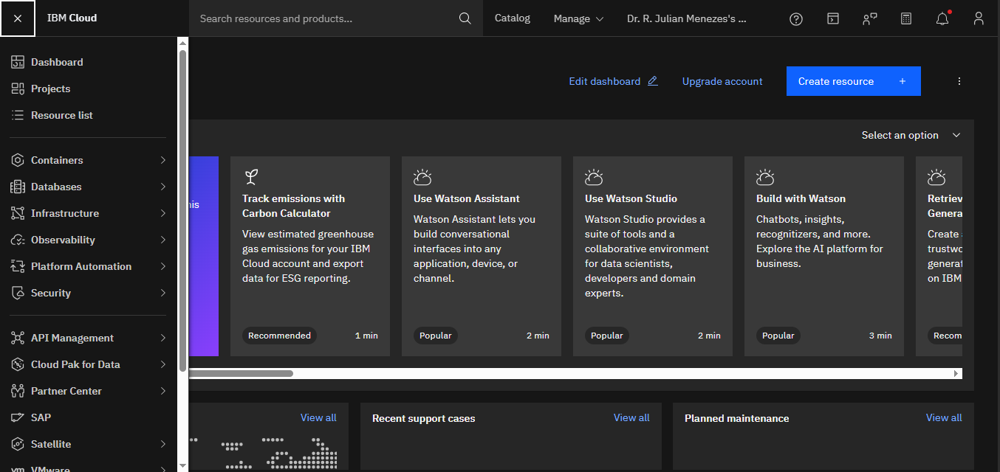 IBM Cloud
Search resources and products...
Catalog
Manage
Dr. R. Julian Menezes's ...
Dashboard
Projects
Resource list
Containers
Databases
Infrastructure
Observability
Platform Automation
Security
API Management
Cloud Pak for Data
Partner Center
SAP
Satellite
VMware
Edit dashboard
Upgrade account
Create resource +
Select an option
his
Track emissions with
Carbon Calculator
View estimated greenhouse
gas emissions for your IBM
Cloud account and export
data for ESG reporting.
Recommended
1 min
Use Watson Assistant
Watson Assistant lets you
build conversational
interfaces into any
application, device, or
channel.
Popular
2 min
Use Watson Studio
Watson Studio provides a
suite of tools and a
collaborative environment
for data scientists,
developers and domain
experts.
Popular
2 min
Build with Watson
Chatbots, insights,
recognizers, and more.
Explore the AI platform for
business.
Popular
3 min
Retriev
Genera
Create
trustwo
generat
on IBM
Recom
View all
Recent support cases
View all
Planned maintenance
View all